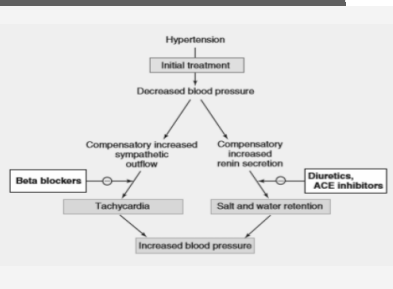 Hypertension
Initial treatment
Decreased blood pressure
Compensatory increased
sympathetic
outflow
Compensatory
increased
renin secretion
Beta blockers
Diuretics,
ACE inhibitors
Tachycardia
Salt and water retention
Increased blood pressure